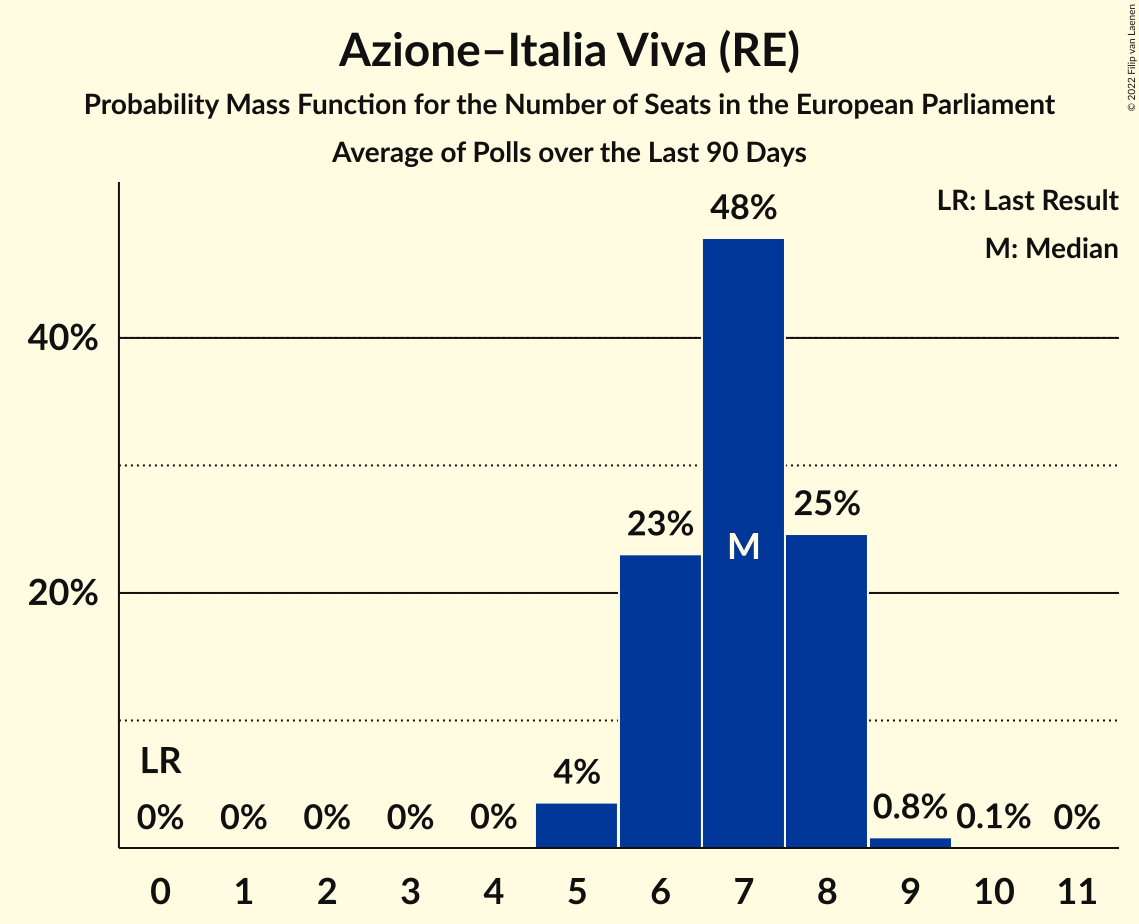 Azione–Italia Viva (RE)
Probability Mass Function for the Number of Seats in the European Parliament
Average of Polls over the Last 90 Days
© 2022 Filip van Laenen
LR: Last Result
M: Median
48%
40%
25%
23%
M
20%
LR
4%
0% 0% 0% 0% 0% 0.8% 0.1% 0%
0 1 2 3 4 5 6 7 8 9 10 11